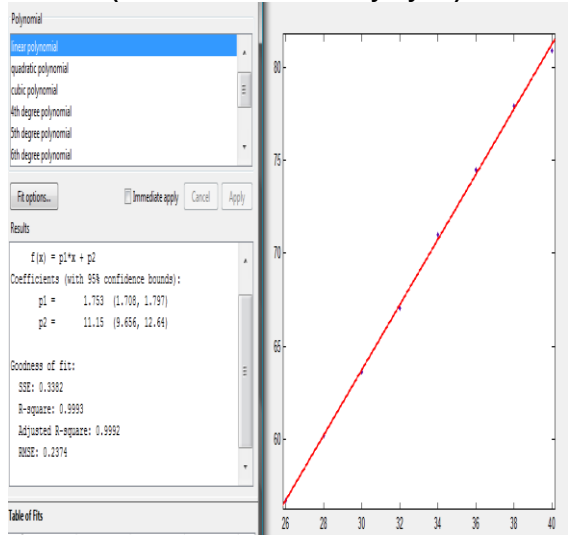 Polynomial
linear polynomial
quadratic polynomial
cubic polynomial
4th degree polynomial
5th degree polynomial
6th degree polynomial
Fit options...
Immediate apply
Cancel
Apply
Results
f(x) = p1*x + p2
Coefficients (with 95% confidence bounds):
p1 = 1.753 (1.708, 1.797)
p2 = 11.15 (9.656, 12.64)
Goodness of fit:
SSE: 0.3382
R-square: 0.9993
Adjusted R-square: 0.9992
RMSE: 0.2374
Table of Fits
80
75
70
65
60
26 28 30 32 34 36 38 40